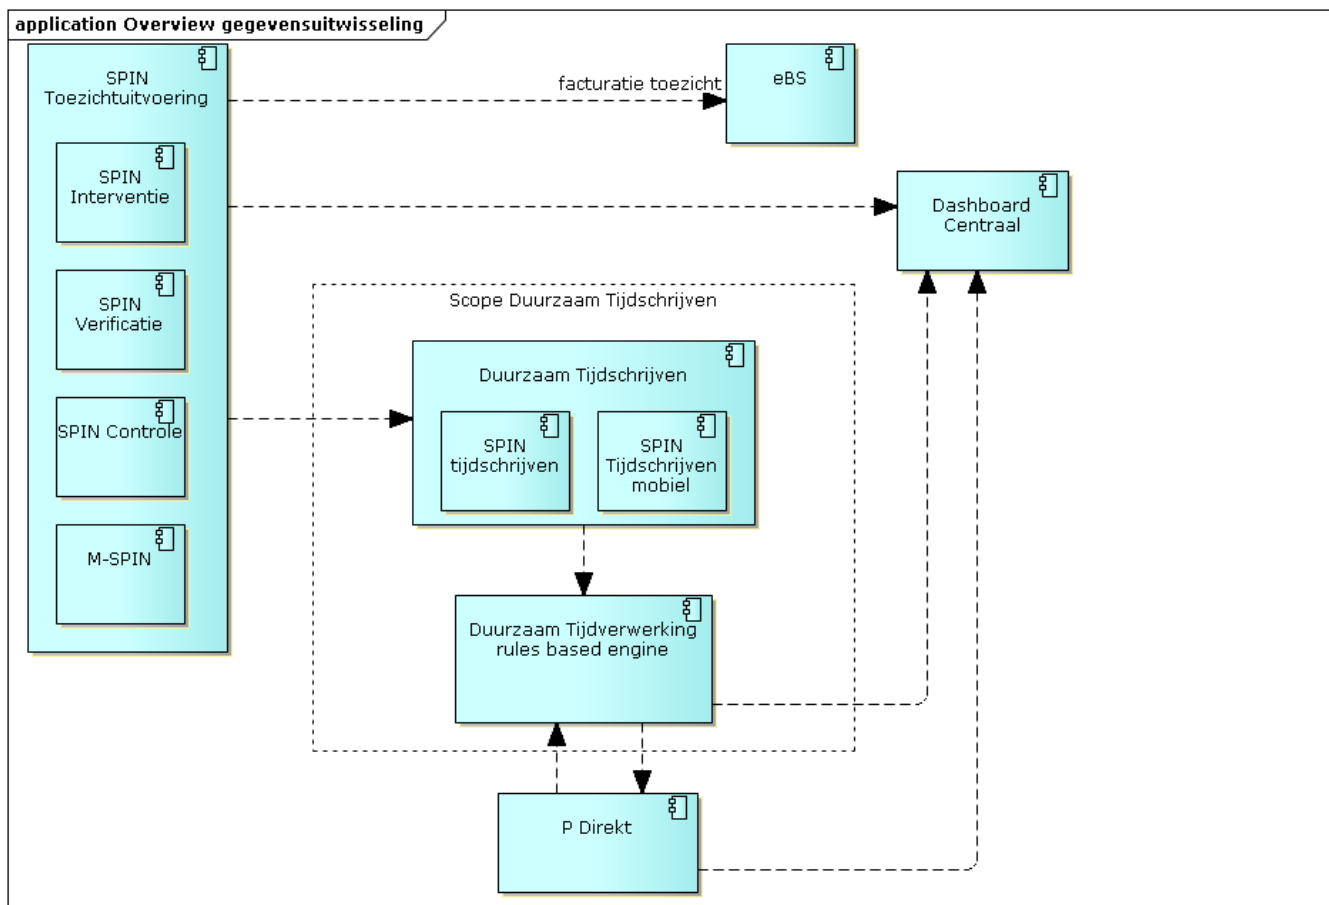 application Overview gegevensuitwisseling
SPIN
Toezichtuitvoering
SPIN
Interventie
SPIN
Verificatie
SPIN Controle
M-SPIN
facturatie toezicht
eBS
Dashboard
Centraal
Scope Duurzaam Tijdschrijven
Duurzaam Tijdschrijven
SPIN
tijdschrijven
SPIN
Tijdschrijven
mobiel
Duurzaam Tijdverwerking
rules based engine
P Direkt